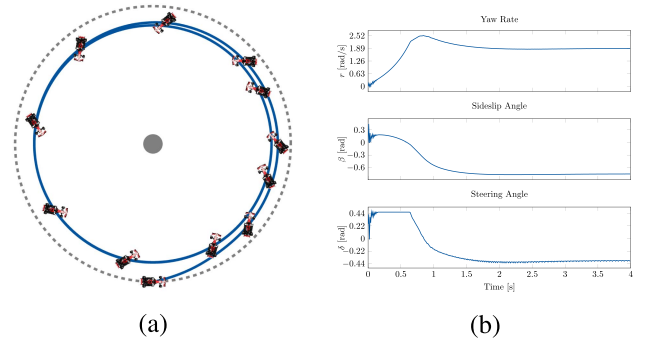 Yaw Rate
2.52
1.89
1.26
0.63
0
r [rad/s]
Sideslip Angle
0.3
0
−0.3
−0.6
β [rad]
Steering Angle
0.44
0.22
0
−0.22
−0.44
δ [rad]
0 0.5 1 1.5 2 2.5 3 3.5 4
Time [s]
(a) (b)